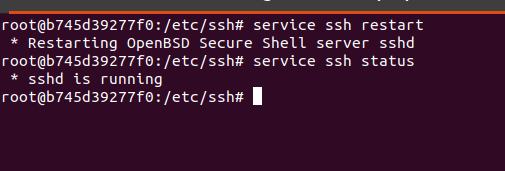 root@b745d39277f0:/etc/ssh# service ssh restart
 * Restarting OpenBSD Secure Shell server sshd
root@b745d39277f0:/etc/ssh# service ssh status
 * sshd is running
root@b745d39277f0:/etc/ssh#